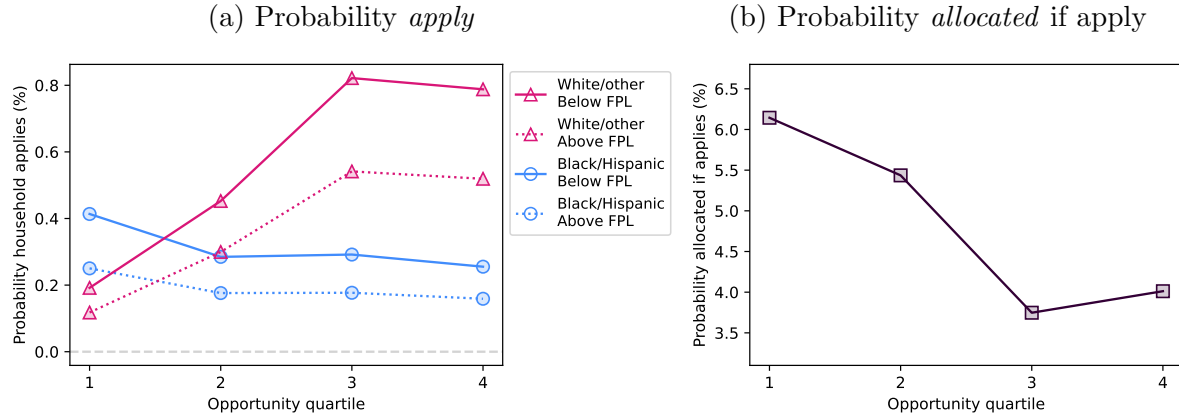 (a) Probability apply
(b) Probability allocated if apply
Probability household applies (%)
0.8
0.6
0.4
0.2
0.0
1 2 3 4
Opportunity quartile
White/other
Below FPL
White/other
Above FPL
Black/Hispanic
Below FPL
Black/Hispanic
Above FPL
Probability allocated if applies (%)
6.5
6.0
5.5
5.0
4.5
4.0
3.5
1 2 3 4
Opportunity quartile